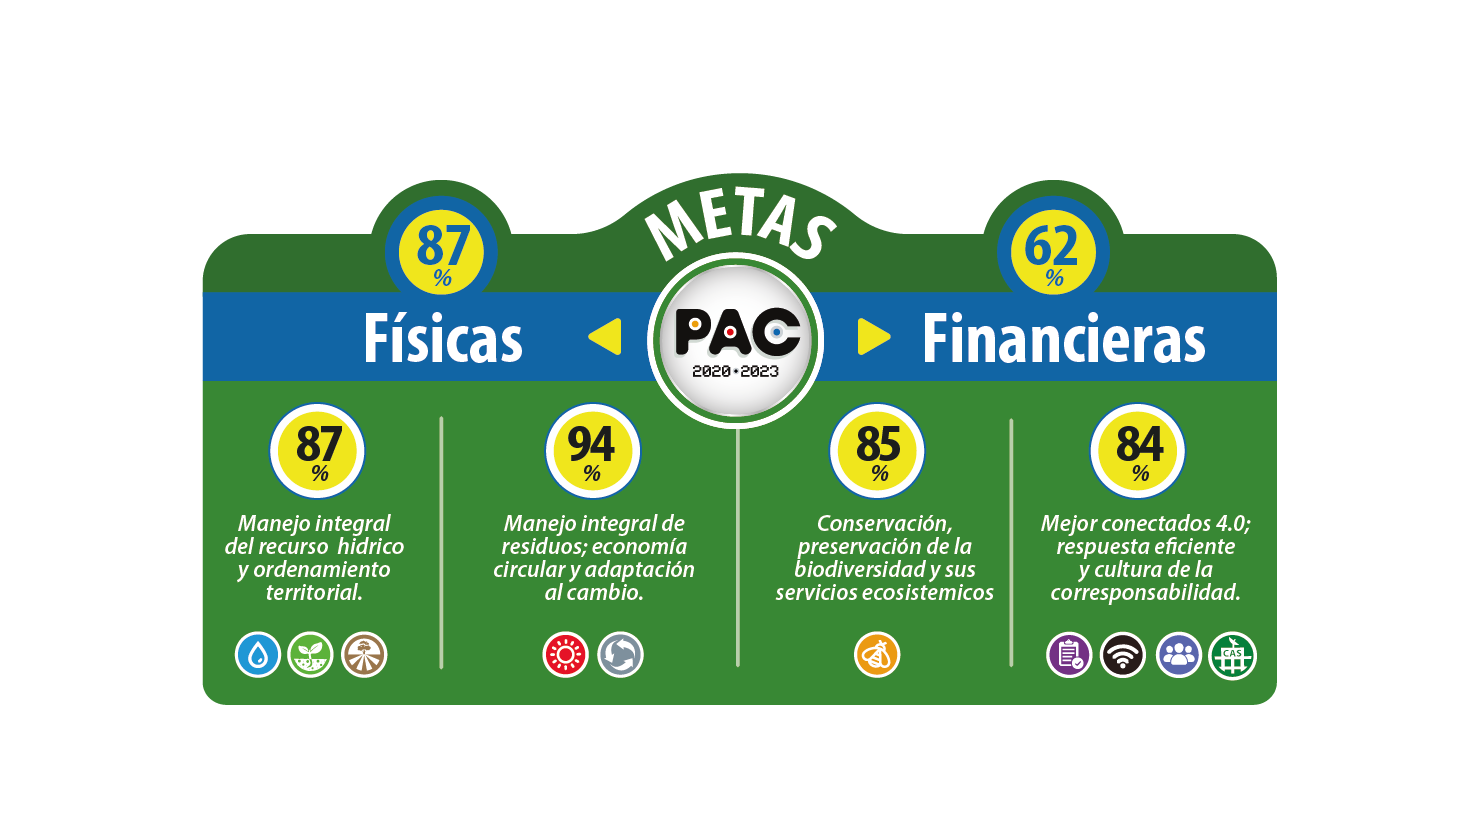 METAS
87
%
62
%
Físicas
PAC
2020•2023
Financieras
87
%
Manejo integral
del recurso hidrico
y ordenamiento
territorial.
94
%
Manejo integral de
residuos; economía
circular y adaptación
al cambio.
85
%
Conservación,
preservación de la
biodiversidad y sus
servicios ecosistemicos
84
%
Mejor conectados 4.0;
respuesta eficiente
y cultura de la
corresponsabilidad.
CAS